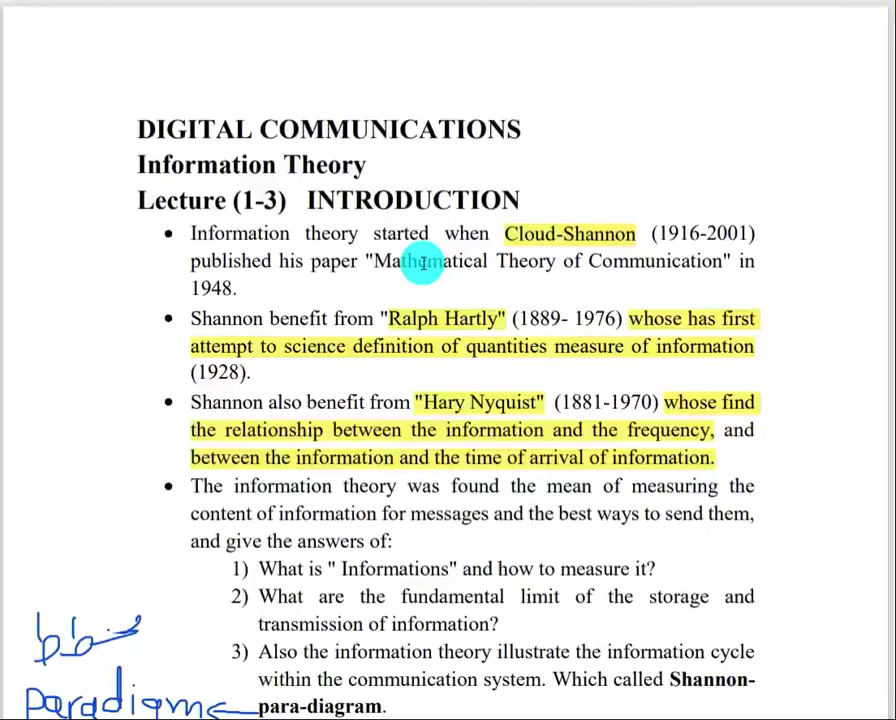 DIGITAL COMMUNICATIONS
Information Theory
Lecture (1-3) INTRODUCTION
• Information theory started when Cloud-Shannon (1916-2001)
published his paper "Mathematical Theory of Communication" in
1948.
• Shannon benefit from "Ralph Hartly" (1889- 1976) whose has first
attempt to science definition of quantities measure of information
(1928).
• Shannon also benefit from "Hary Nyquist" (1881-1970) whose find
the relationship between the information and the frequency, and
between the information and the time of arrival of information.
• The information theory was found the mean of measuring the
content of information for messages and the best ways to send them,
and give the answers of:
1) What is " Informations" and how to measure it?
2) What are the fundamental limit of the storage and
transmission of information?
3) Also the information theory illustrate the information cycle
within the communication system. Which called Shannon-
para-diagram.
مخطط
paradigms